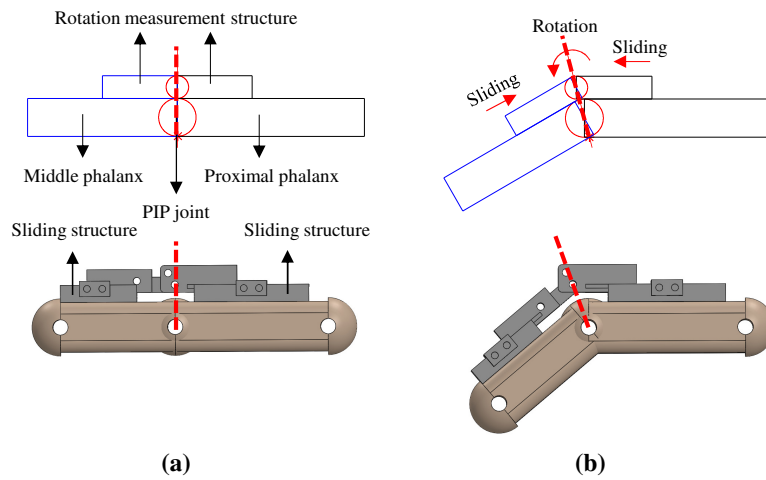 Rotation measurement structure
Middle phalanx
Proximal phalanx
PIP joint
Sliding structure
Sliding structure
(a)
Rotation
Sliding
Sliding
(b)